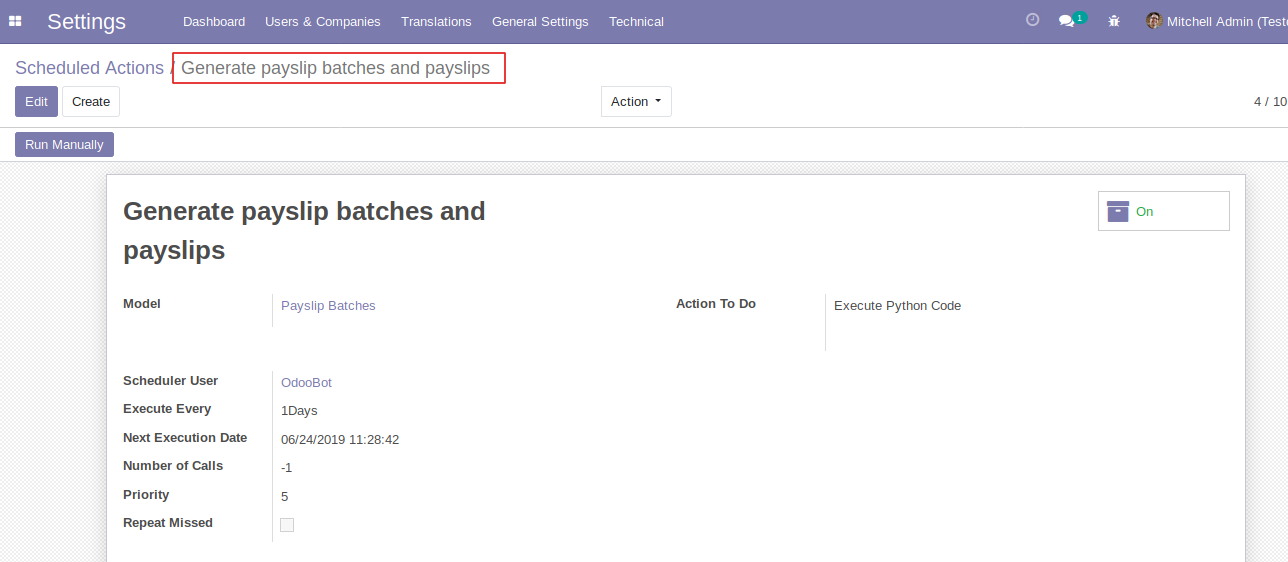 Settings Dashboard Users & Companies Translations General Settings Technical 1 Mitchell Admin (Teste
Scheduled Actions / Generate payslip batches and payslips
Edit Create Action 4 / 10
Run Manually
Generate payslip batches and
payslips
On
Model Payslip Batches Action To Do Execute Python Code
Scheduler User OdooBot
Execute Every 1Days
Next Execution Date 06/24/2019 11:28:42
Number of Calls -1
Priority 5
Repeat Missed